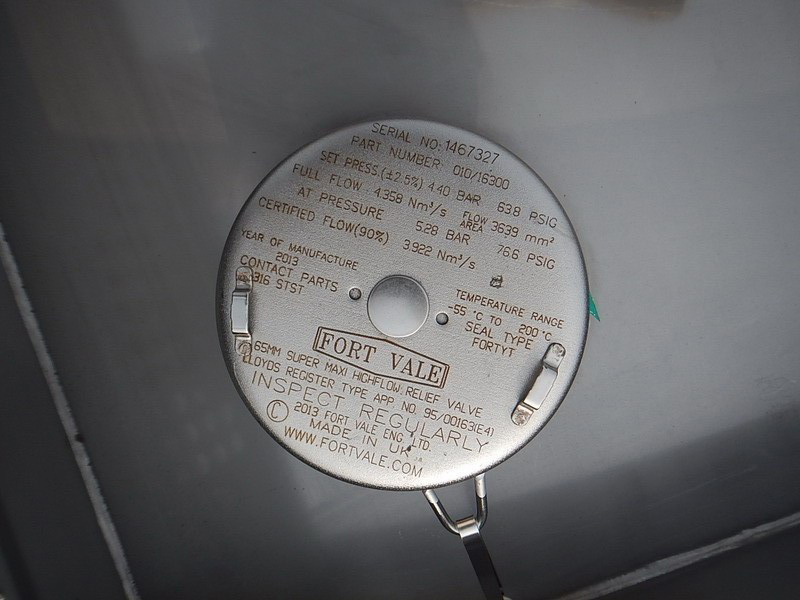 SERIAL NO: 1467327
PART NUMBER 010/16300
SET PRESS.(±2.5%) 4.40 BAR 63.8 PSIG
FULL FLOW 4.358 Nm³/s FLOW AREA 3639 mm²
AT PRESSURE 5.28 BAR 76.6 PSIG
CERTIFIED FLOW(90%) 3.922 Nm³/s
YEAR OF MANUFACTURE
2013
CONTACT PARTS
316 STST
TEMPERATURE RANGE
-55 °C TO 200 °C
SEAL TYPE
FORTYT
FORT VALE
65MM SUPER MAXI HIGHFLOW RELIEF VALVE
LLOYDS REGISTER TYPE APP NO. 95/00163(E4)
INSPECT REGULARLY
© 2013 FORT VALE ENG. LTD.
MADE IN UK
WWW.FORTVALE.COM